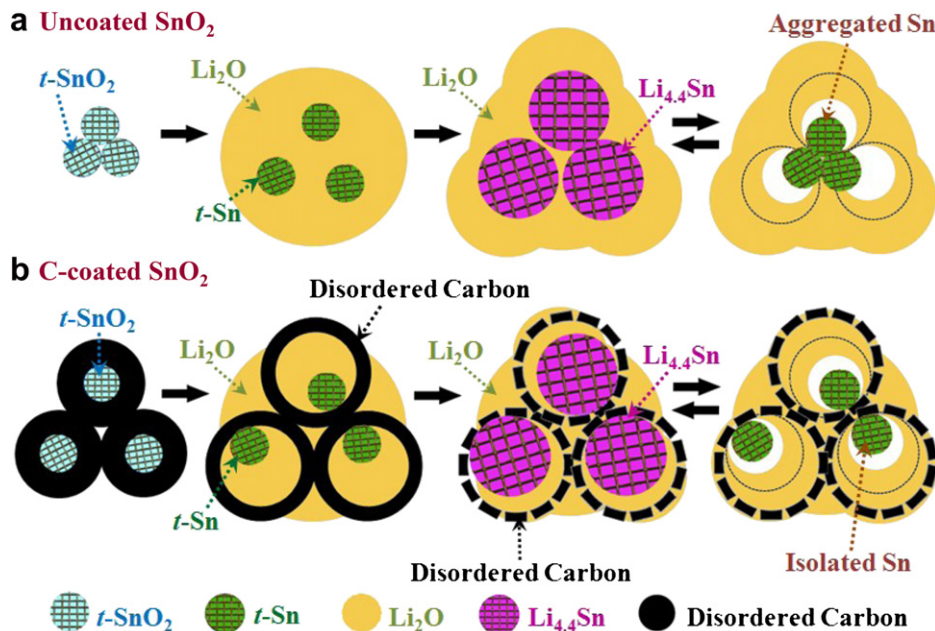 a Uncoated SnO₂
Aggregated Sn
t-SnO₂
Li₂O
Li₂O
Li₄.₄Sn
t-Sn
b C-coated SnO₂
Disordered Carbon
t-SnO₂
Li₂O
Li₂O
Li₄.₄Sn
t-Sn
Disordered Carbon
Isolated Sn
t-SnO₂ t-Sn Li₂O Li₄.₄Sn Disordered Carbon